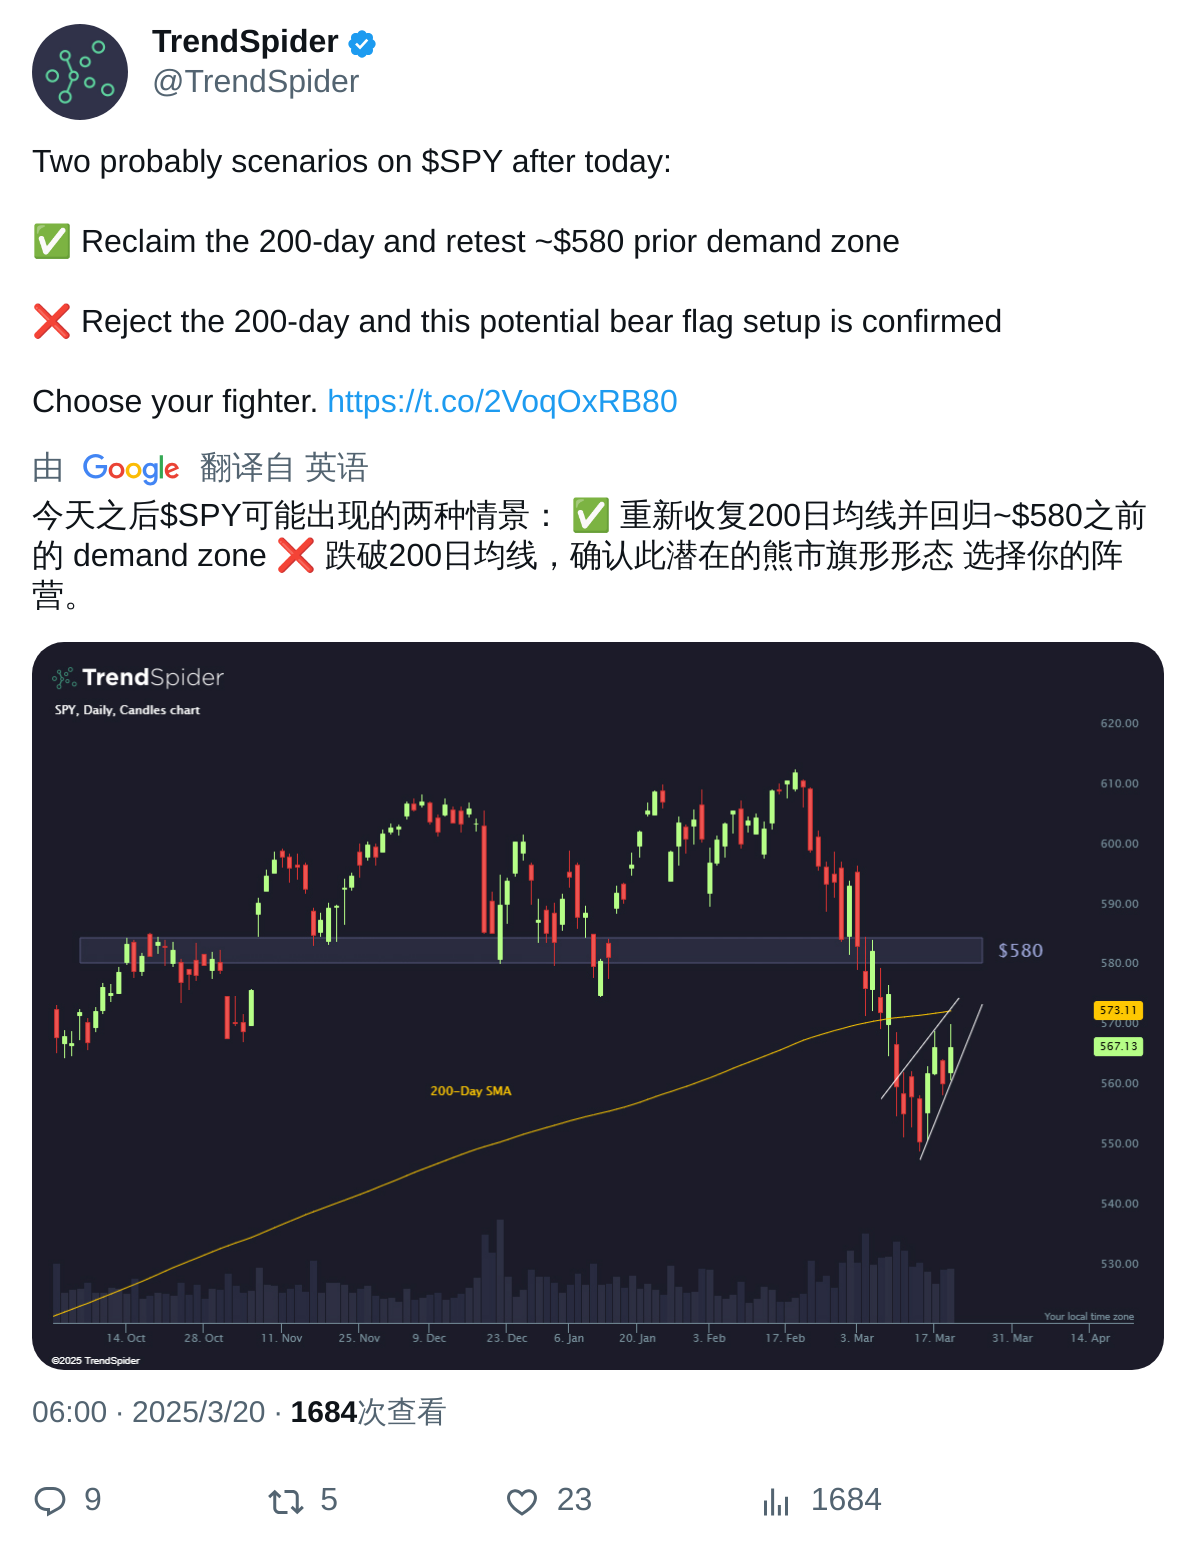 TrendSpider
@TrendSpider
Two probably scenarios on $SPY after today:
✅ Reclaim the 200-day and retest ~$580 prior demand zone
❌ Reject the 200-day and this potential bear flag setup is confirmed
Choose your fighter. https://t.co/2VoqOxRB80
由 Google 翻译自 英语
今天之后$SPY可能出现的两种情景： ✅ 重新收复200日均线并回归~$580之前
的 demand zone ❌ 跌破200日均线，确认此潜在的熊市旗形形态 选择你的阵
营。
TrendSpider
SPY, Daily, Candles chart
620.00
610.00
600.00
590.00
$580
580.00
573.11
570.00
567.13
560.00
200-Day SMA
550.00
540.00
530.00
Your local time zone
14. Oct 28. Oct 11. Nov 25. Nov 9. Dec 23. Dec 6. Jan 20. Jan 3. Feb 17. Feb 3. Mar 17. Mar 31. Mar 14. Apr
©2025 TrendSpider
06:00 · 2025/3/20 · 1684次查看
9 5 23 1684